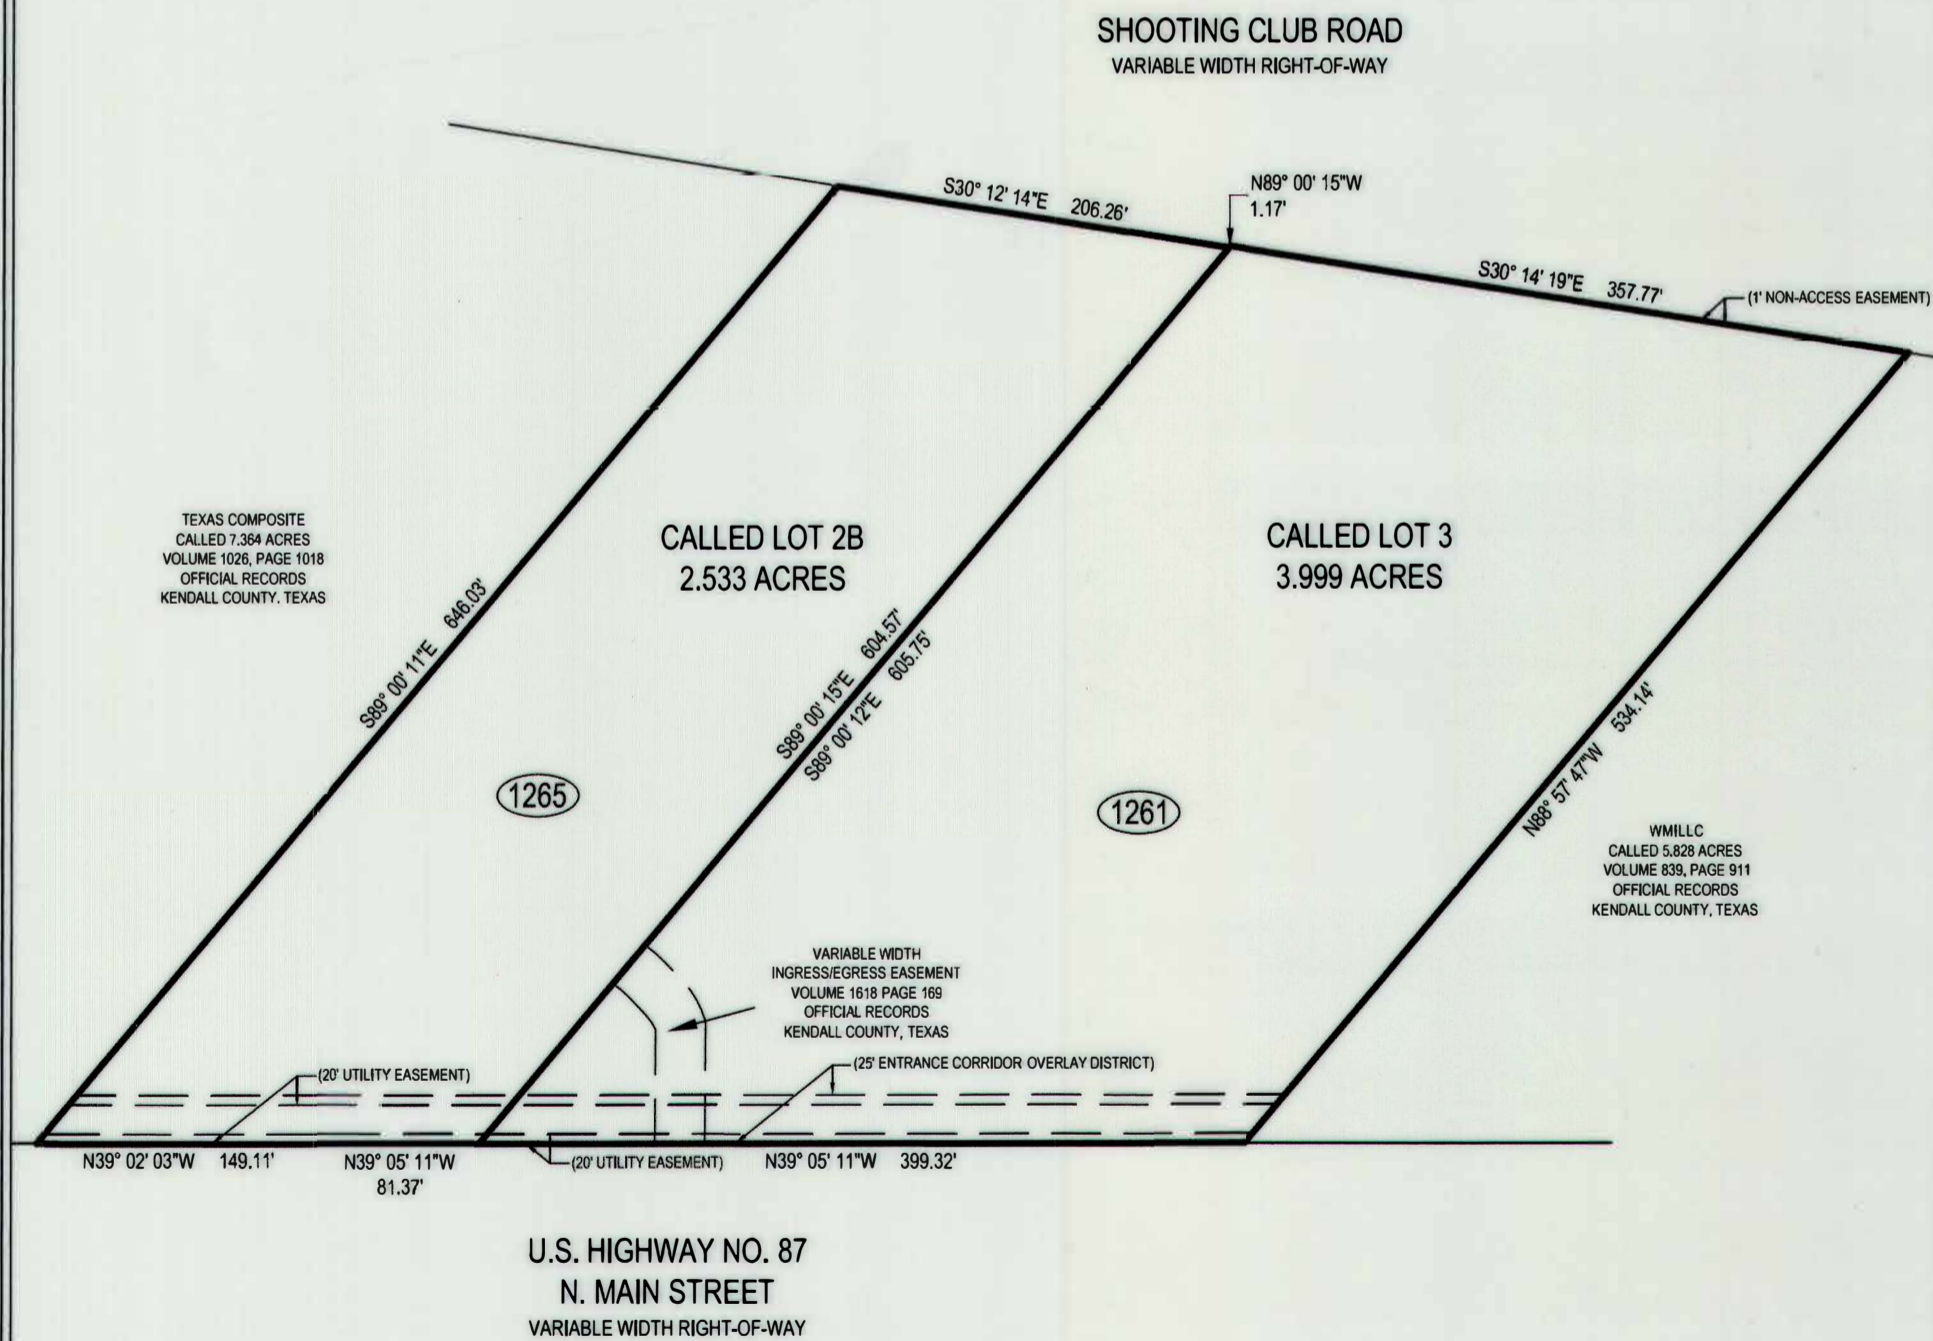 SHOOTING CLUB ROAD
VARIABLE WIDTH RIGHT-OF-WAY
S30° 12' 14"E 206.26'
N89° 00' 15"W
1.17'
S30° 14' 19"E 357.77'
(1' NON-ACCESS EASEMENT)
TEXAS COMPOSITE
CALLED 7.364 ACRES
VOLUME 1026, PAGE 1018
OFFICIAL RECORDS
KENDALL COUNTY, TEXAS
S89° 00' 11"E 646.03'
CALLED LOT 2B
2.533 ACRES
S89° 00' 15"E 604.57'
S89° 00' 12"E 605.75'
CALLED LOT 3
3.999 ACRES
N88° 57' 47"W 534.14'
1265
1261
WMILLC
CALLED 5.828 ACRES
VOLUME 839, PAGE 911
OFFICIAL RECORDS
KENDALL COUNTY, TEXAS
VARIABLE WIDTH
INGRESS/EGRESS EASEMENT
VOLUME 1618 PAGE 169
OFFICIAL RECORDS
KENDALL COUNTY, TEXAS
(20' UTILITY EASEMENT)
(25' ENTRANCE CORRIDOR OVERLAY DISTRICT)
N39° 02' 03"W 149.11'
N39° 05' 11"W
81.37'
(20' UTILITY EASEMENT)
N39° 05' 11"W 399.32'
U.S. HIGHWAY NO. 87
N. MAIN STREET
VARIABLE WIDTH RIGHT-OF-WAY